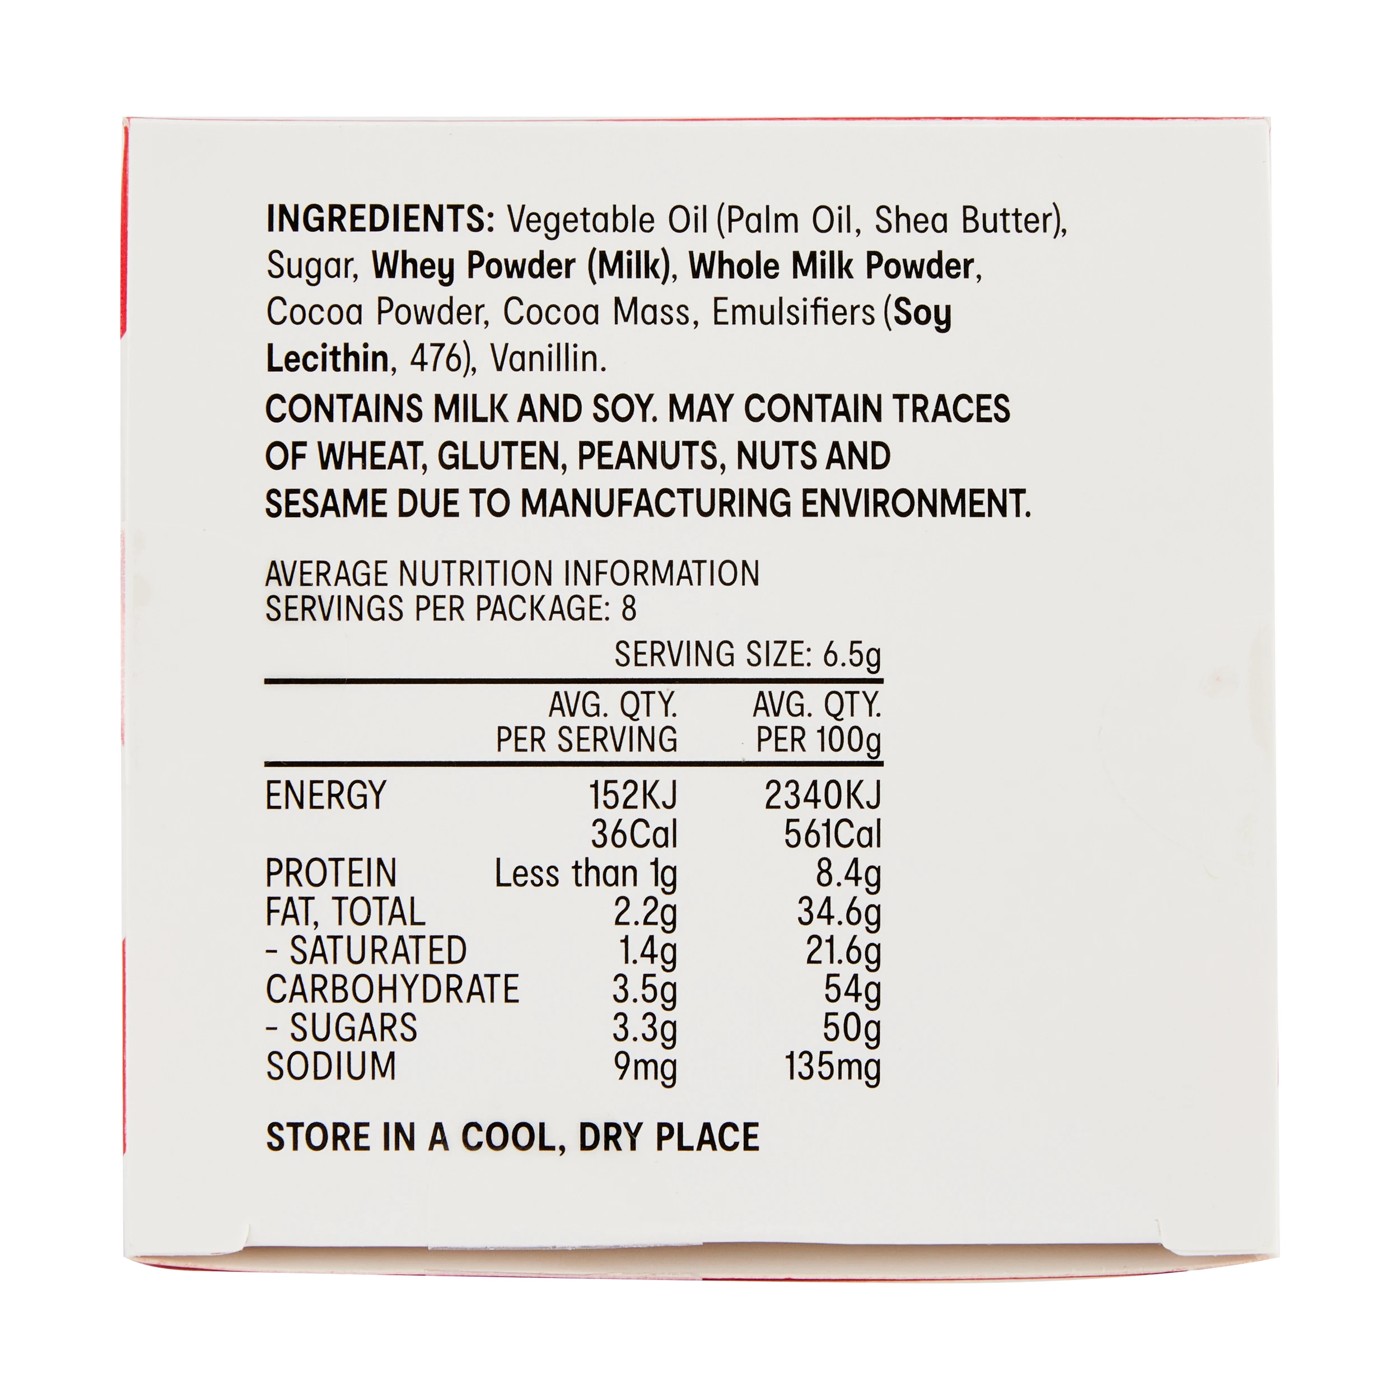 INGREDIENTS: Vegetable Oil (Palm Oil, Shea Butter),
Sugar, Whey Powder (Milk), Whole Milk Powder,
Cocoa Powder, Cocoa Mass, Emulsifiers (Soy
Lecithin, 476), Vanillin.
CONTAINS MILK AND SOY. MAY CONTAIN TRACES
OF WHEAT, GLUTEN, PEANUTS, NUTS AND
SESAME DUE TO MANUFACTURING ENVIRONMENT.
AVERAGE NUTRITION INFORMATION
SERVINGS PER PACKAGE: 8
SERVING SIZE: 6.5g
AVG. QTY. AVG. QTY.
PER SERVING PER 100g
ENERGY 152KJ 2340KJ
36Cal 561Cal
PROTEIN Less than 1g 8.4g
FAT, TOTAL 2.2g 34.6g
- SATURATED 1.4g 21.6g
CARBOHYDRATE 3.5g 54g
- SUGARS 3.3g 50g
SODIUM 9mg 135mg
STORE IN A COOL, DRY PLACE